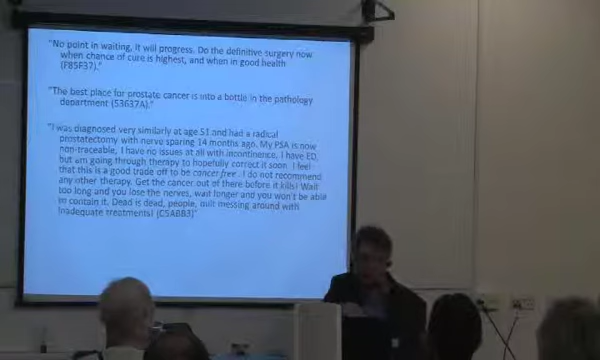 "No point in waiting, it will progress. Do the definitive surgery now
when chance of cure is highest, and when in good health
(F85F37)."
"The best place for prostate cancer is into a bottle in the pathology
department (53637A)."
"I was diagnosed very similarly at age 51 and had a radical
prostatectomy with nerve sparing 14 months ago. My PSA is now
non-traceable, I have no issues at all with incontinence, I have ED,
but am going through therapy to hopefully correct it soon. I feel
that this is a good trade off to be cancer free. I do not recommend
any other therapy. Get the cancer out of there before it kills! Wait
too long and you lose the nerves, wait longer and you won't be able
to contain it. Dead is dead, people, quit messing around with
inadequate treatments! (C5ABB3)"